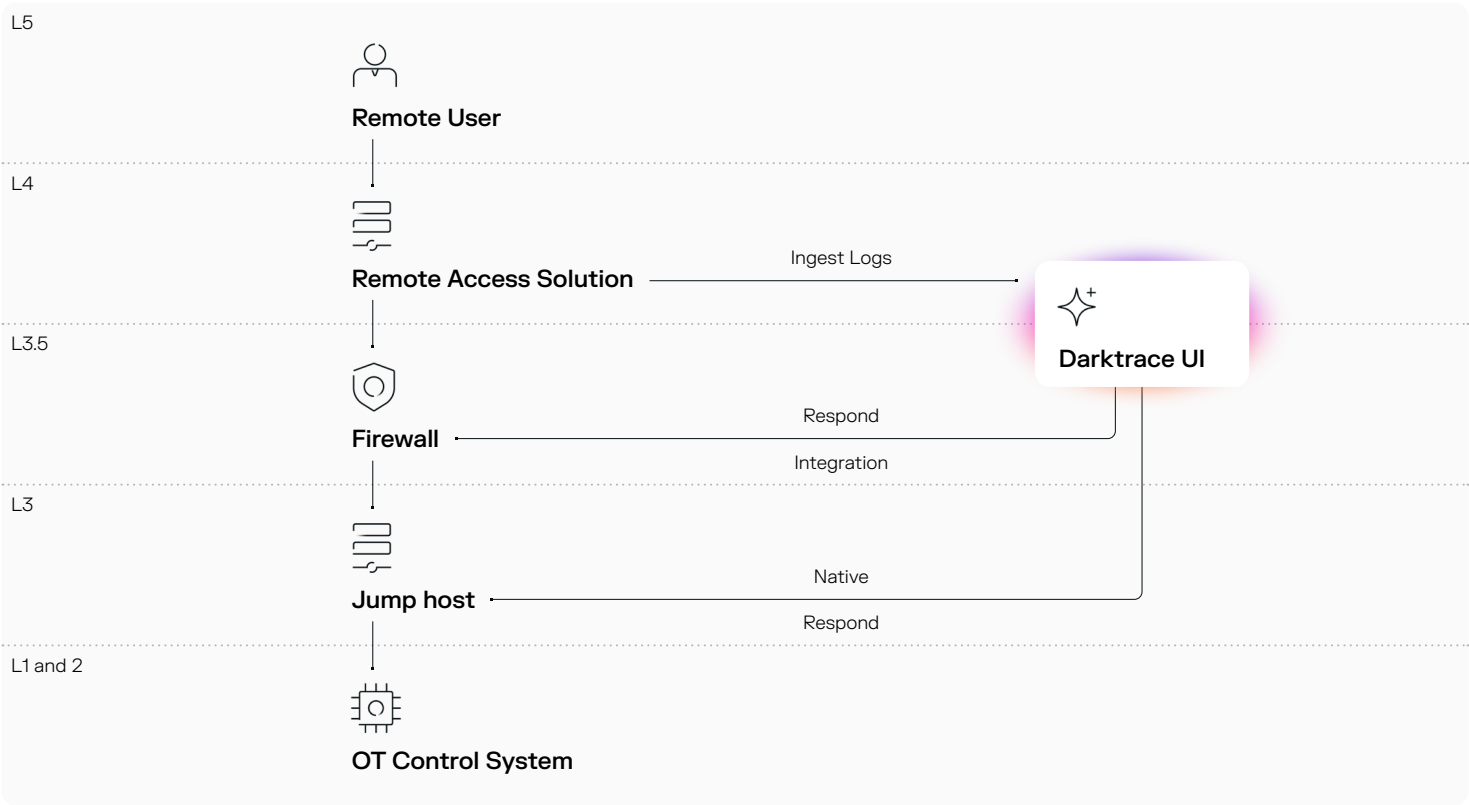 L5
Remote User
L4
Ingest Logs
Remote Access Solution
L3.5
Darktrace UI
Respond
Firewall
Integration
L3
Native
Jump host
Respond
L1 and 2
OT Control System